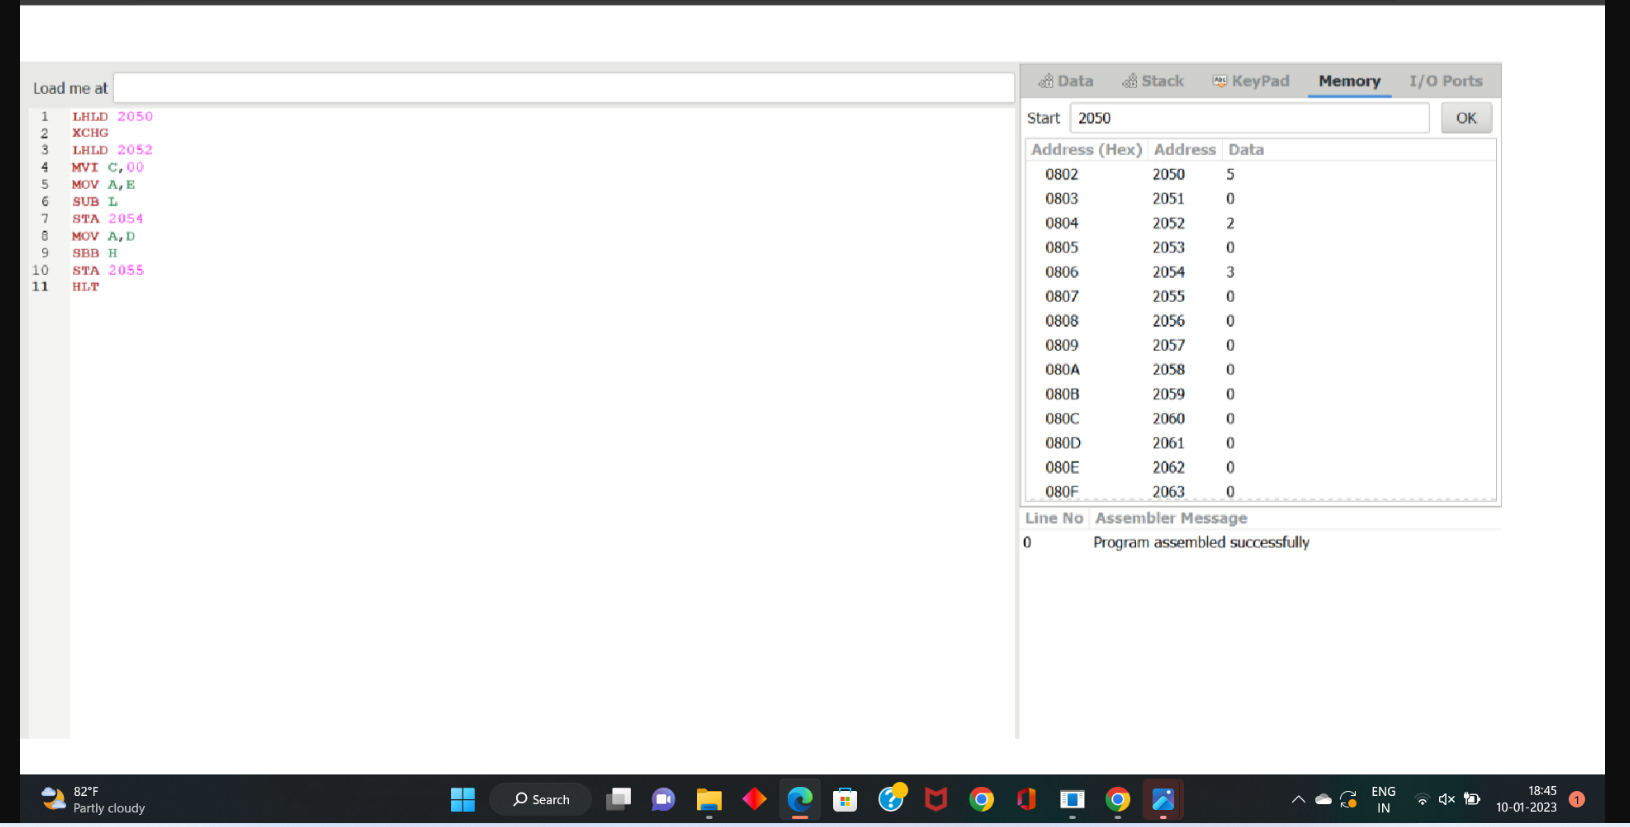 Load me at
1 LHLD 2050
2 XCHG
3 LHLD 2052
4 MVI C,00
5 MOV A,E
6 SUB L
7 STA 2054
8 MOV A,D
9 SBB H
10 STA 2055
11 HLT
Data Stack KeyPad Memory I/O Ports
Start 2050 OK
Address (Hex) Address Data
0802 2050 5
0803 2051 0
0804 2052 2
0805 2053 0
0806 2054 3
0807 2055 0
0808 2056 0
0809 2057 0
080A 2058 0
080B 2059 0
080C 2060 0
080D 2061 0
080E 2062 0
080F 2063 0
Line No Assembler Message
0 Program assembled successfully
82°F
Partly cloudy
Search
ENG
IN
18:45
10-01-2023
1